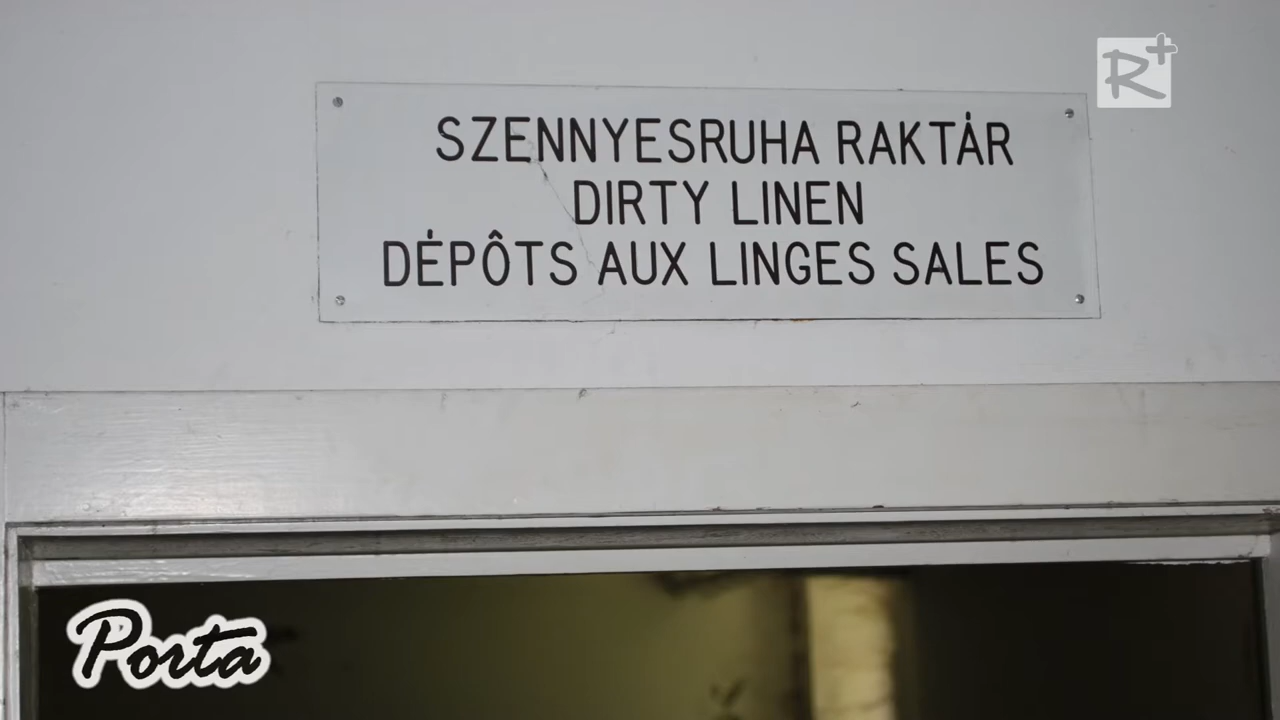 R+
SZENNYESRUHA RAKTÁR
DIRTY LINEN
DÉPÔTS AUX LINGES SALES
Porta